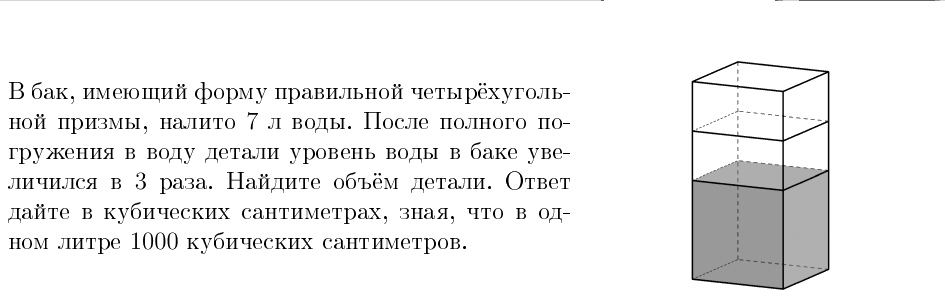 В бак, имеющий форму правильной четырёхуголь-
ной призмы, налито 7 л воды. После полного по-
гружения в воду детали уровень воды в баке уве-
личился в 3 раза. Найдите объём детали. Ответ
дайте в кубических сантиметрах, зная, что в од-
ном литре 1000 кубических сантиметров.